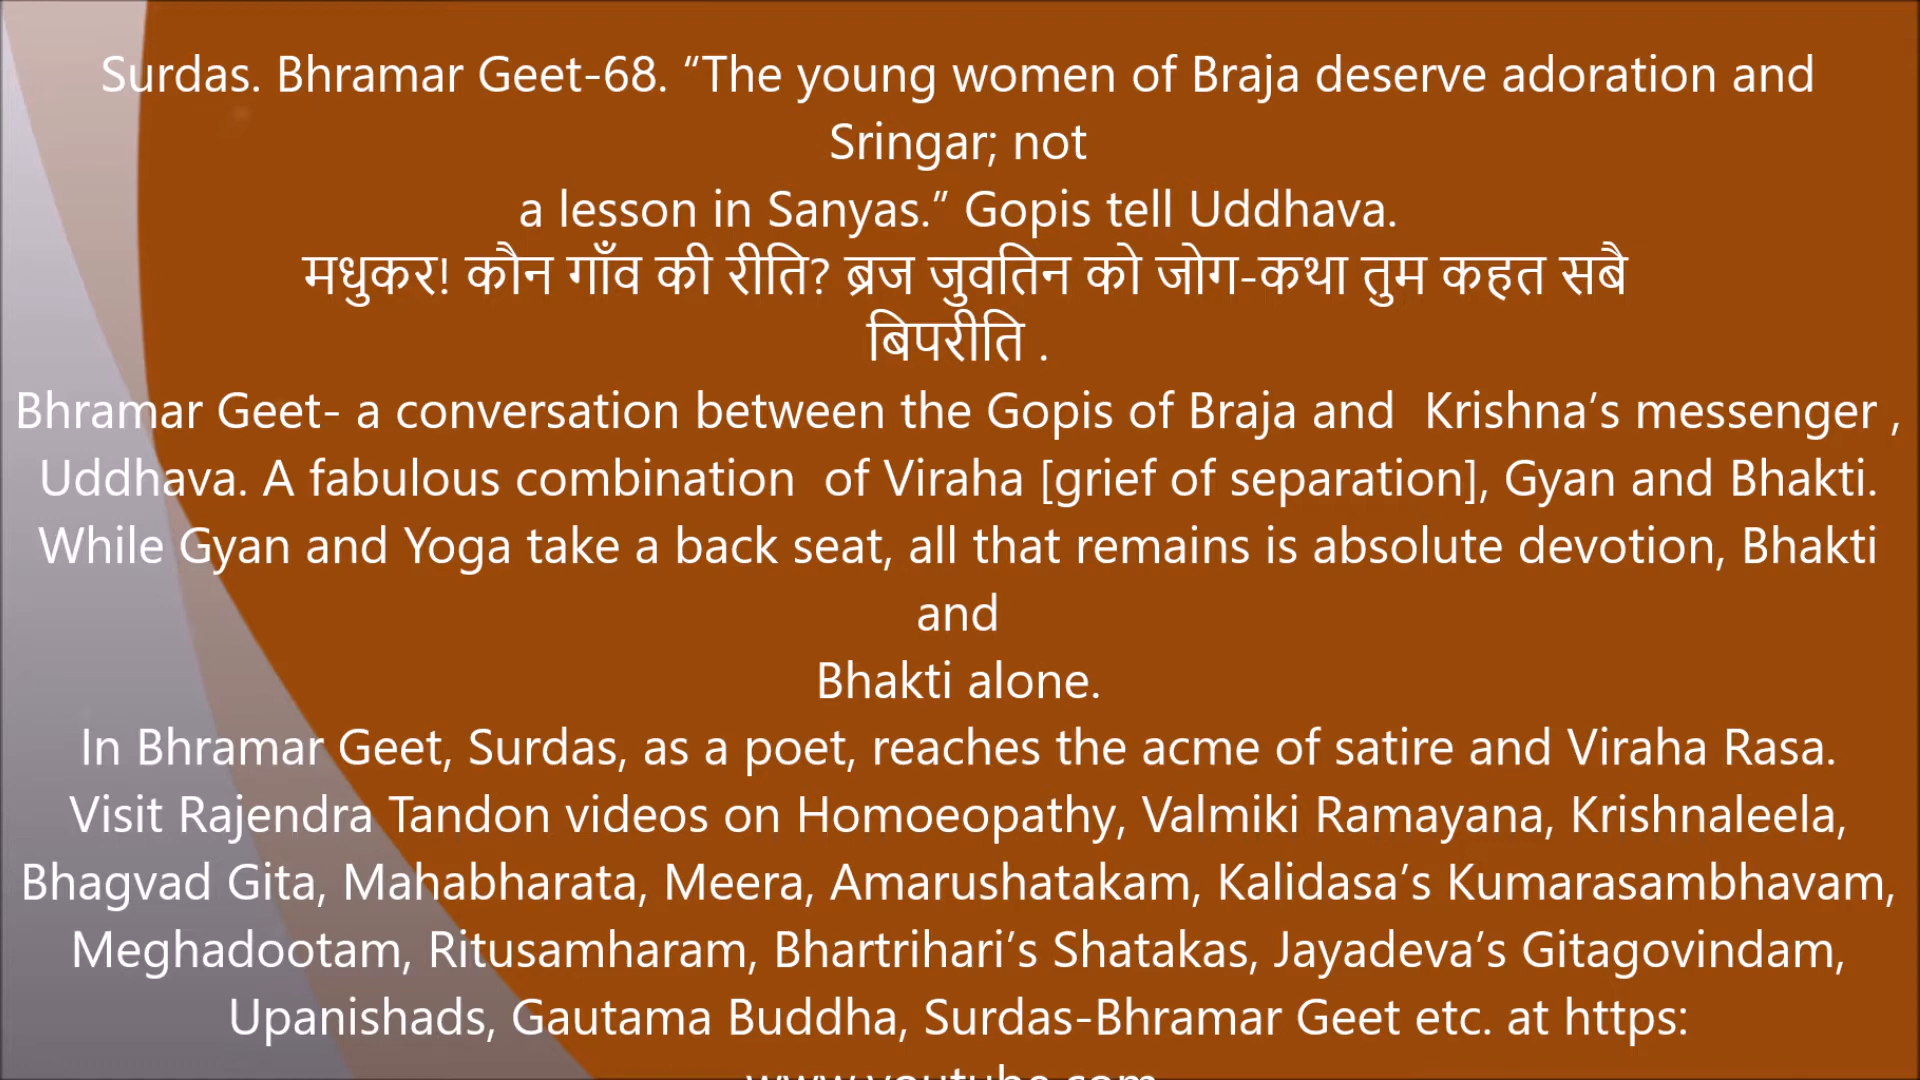 Surdas. Bhramar Geet-68. “The young women of Braja deserve adoration and
Sringar; not
a lesson in Sanyas.” Gopis tell Uddhava.
मधुकर! कौन गाँव की रीति? ब्रज जुवतिन को जोग-कथा तुम कहत सबै
बिपरीति .
Bhramar Geet- a conversation between the Gopis of Braja and  Krishna’s messenger ,
Uddhava. A fabulous combination  of Viraha [grief of separation], Gyan and Bhakti.
While Gyan and Yoga take a back seat, all that remains is absolute devotion, Bhakti
and
Bhakti alone.
In Bhramar Geet, Surdas, as a poet, reaches the acme of satire and Viraha Rasa.
Visit Rajendra Tandon videos on Homoeopathy, Valmiki Ramayana, Krishnaleela,
Bhagvad Gita, Mahabharata, Meera, Amarushatakam, Kalidasa’s Kumarasambhavam,
Meghadootam, Ritusamharam, Bhartrihari’s Shatakas, Jayadeva’s Gitagovindam,
Upanishads, Gautama Buddha, Surdas-Bhramar Geet etc. at https:
www.youtube.com